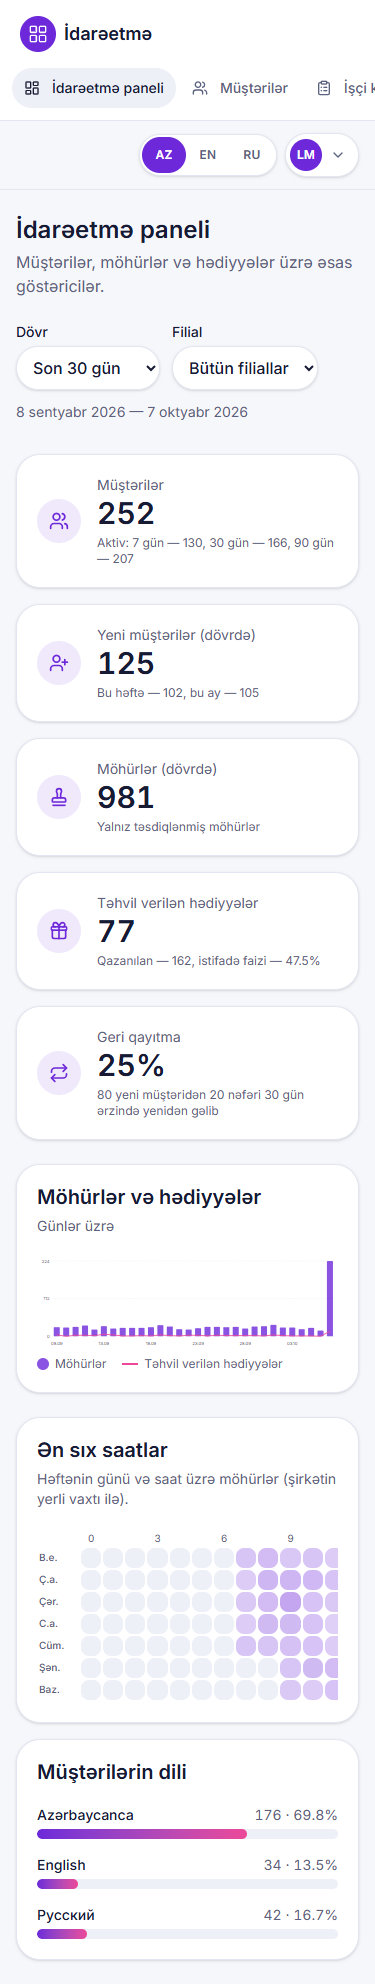 İdarəetmə
İdarəetmə paneli
Müştərilər
İşçi
AZ
EN
RU
LM
İdarəetmə paneli
Müştərilər, möhürlər və hədiyyələr üzrə əsas
göstəricilər.
Dövr
Filial
Son 30 gün
Bütün filiallar
8 sentyabr 2026 — 7 oktyabr 2026
Müştərilər
252
Aktiv: 7 gün — 130, 30 gün — 166, 90 gün
— 207
Yeni müştərilər (dövrdə)
125
Bu həftə — 102, bu ay — 105
Möhürlər (dövrdə)
981
Yalnız təsdiqlənmiş möhürlər
Təhvil verilən hədiyyələr
77
Qazanılan — 162, istifadə faizi — 47.5%
Geri qayıtma
25%
80 yeni müştəridən 20 nəfəri 30 gün
ərzində yenidən gəlib
Möhürlər və hədiyyələr
Günlər üzrə
Möhürlər
Təhvil verilən hədiyyələr
Ən sıx saatlar
Həftənin günü və saat üzrə möhürlər (şirkətin
yerli vaxtı ilə).
0 3 6 9
B.e.
Ç.a.
Çər.
C.a.
Cüm.
Şən.
Baz.
Müştərilərin dili
Azərbaycanca 176 · 69.8%
English 34 · 13.5%
Русский 42 · 16.7%